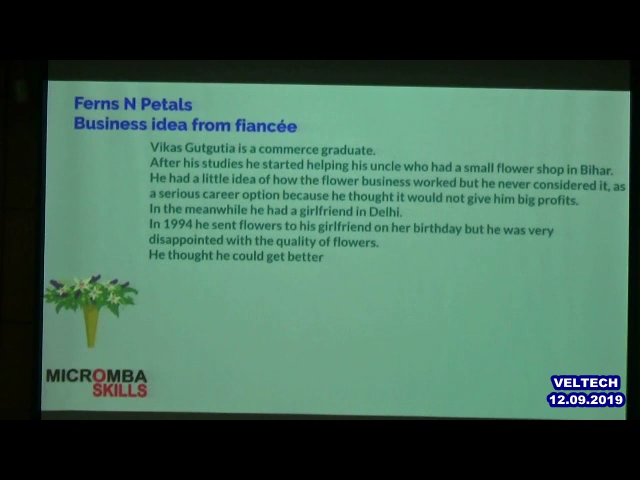 Ferns N Petals
Business idea from fiancée
Vikas Gutgutia is a commerce graduate.
After his studies he started helping his uncle who had a small flower shop in Bihar.
He had a little idea of how the flower business worked but he never considered it, as
a serious career option because he thought it would not give him big profits.
In the meanwhile he had a girlfriend in Delhi.
In 1994 he sent flowers to his girlfriend on her birthday but he was very
disappointed with the quality of flowers.
He thought he could get better
MICROMBA
SKILLS
VELTECH
12.09.2019